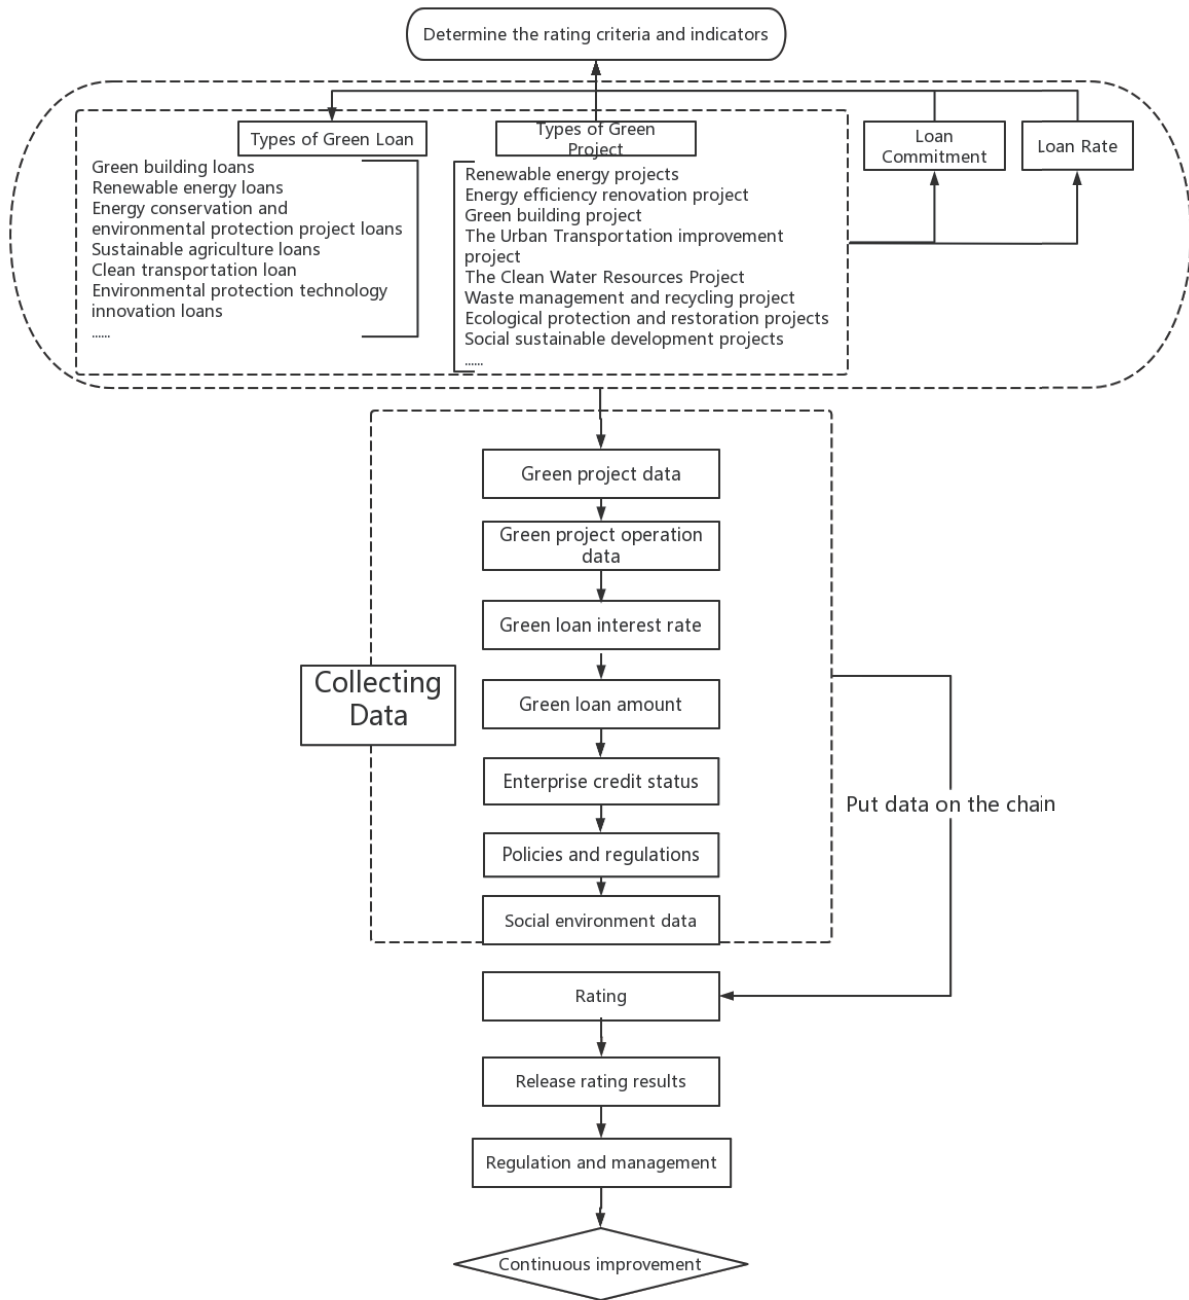 Determine the rating criteria and indicators
Types of Green Loan
Green building loans
Renewable energy loans
Energy conservation and
environmental protection project loans
Sustainable agriculture loans
Clean transportation loan
Environmental protection technology
innovation loans
......
Types of Green
Project
Renewable energy projects
Energy efficiency renovation project
Green building project
The Urban Transportation improvement
project
The Clean Water Resources Project
Waste management and recycling project
Ecological protection and restoration projects
Social sustainable development projects
......
Loan
Commitment
Loan Rate
Collecting
Data
Green project data
Green project operation
data
Green loan interest rate
Green loan amount
Enterprise credit status
Policies and regulations
Social environment data
Put data on the chain
Rating
Release rating results
Regulation and management
Continuous improvement